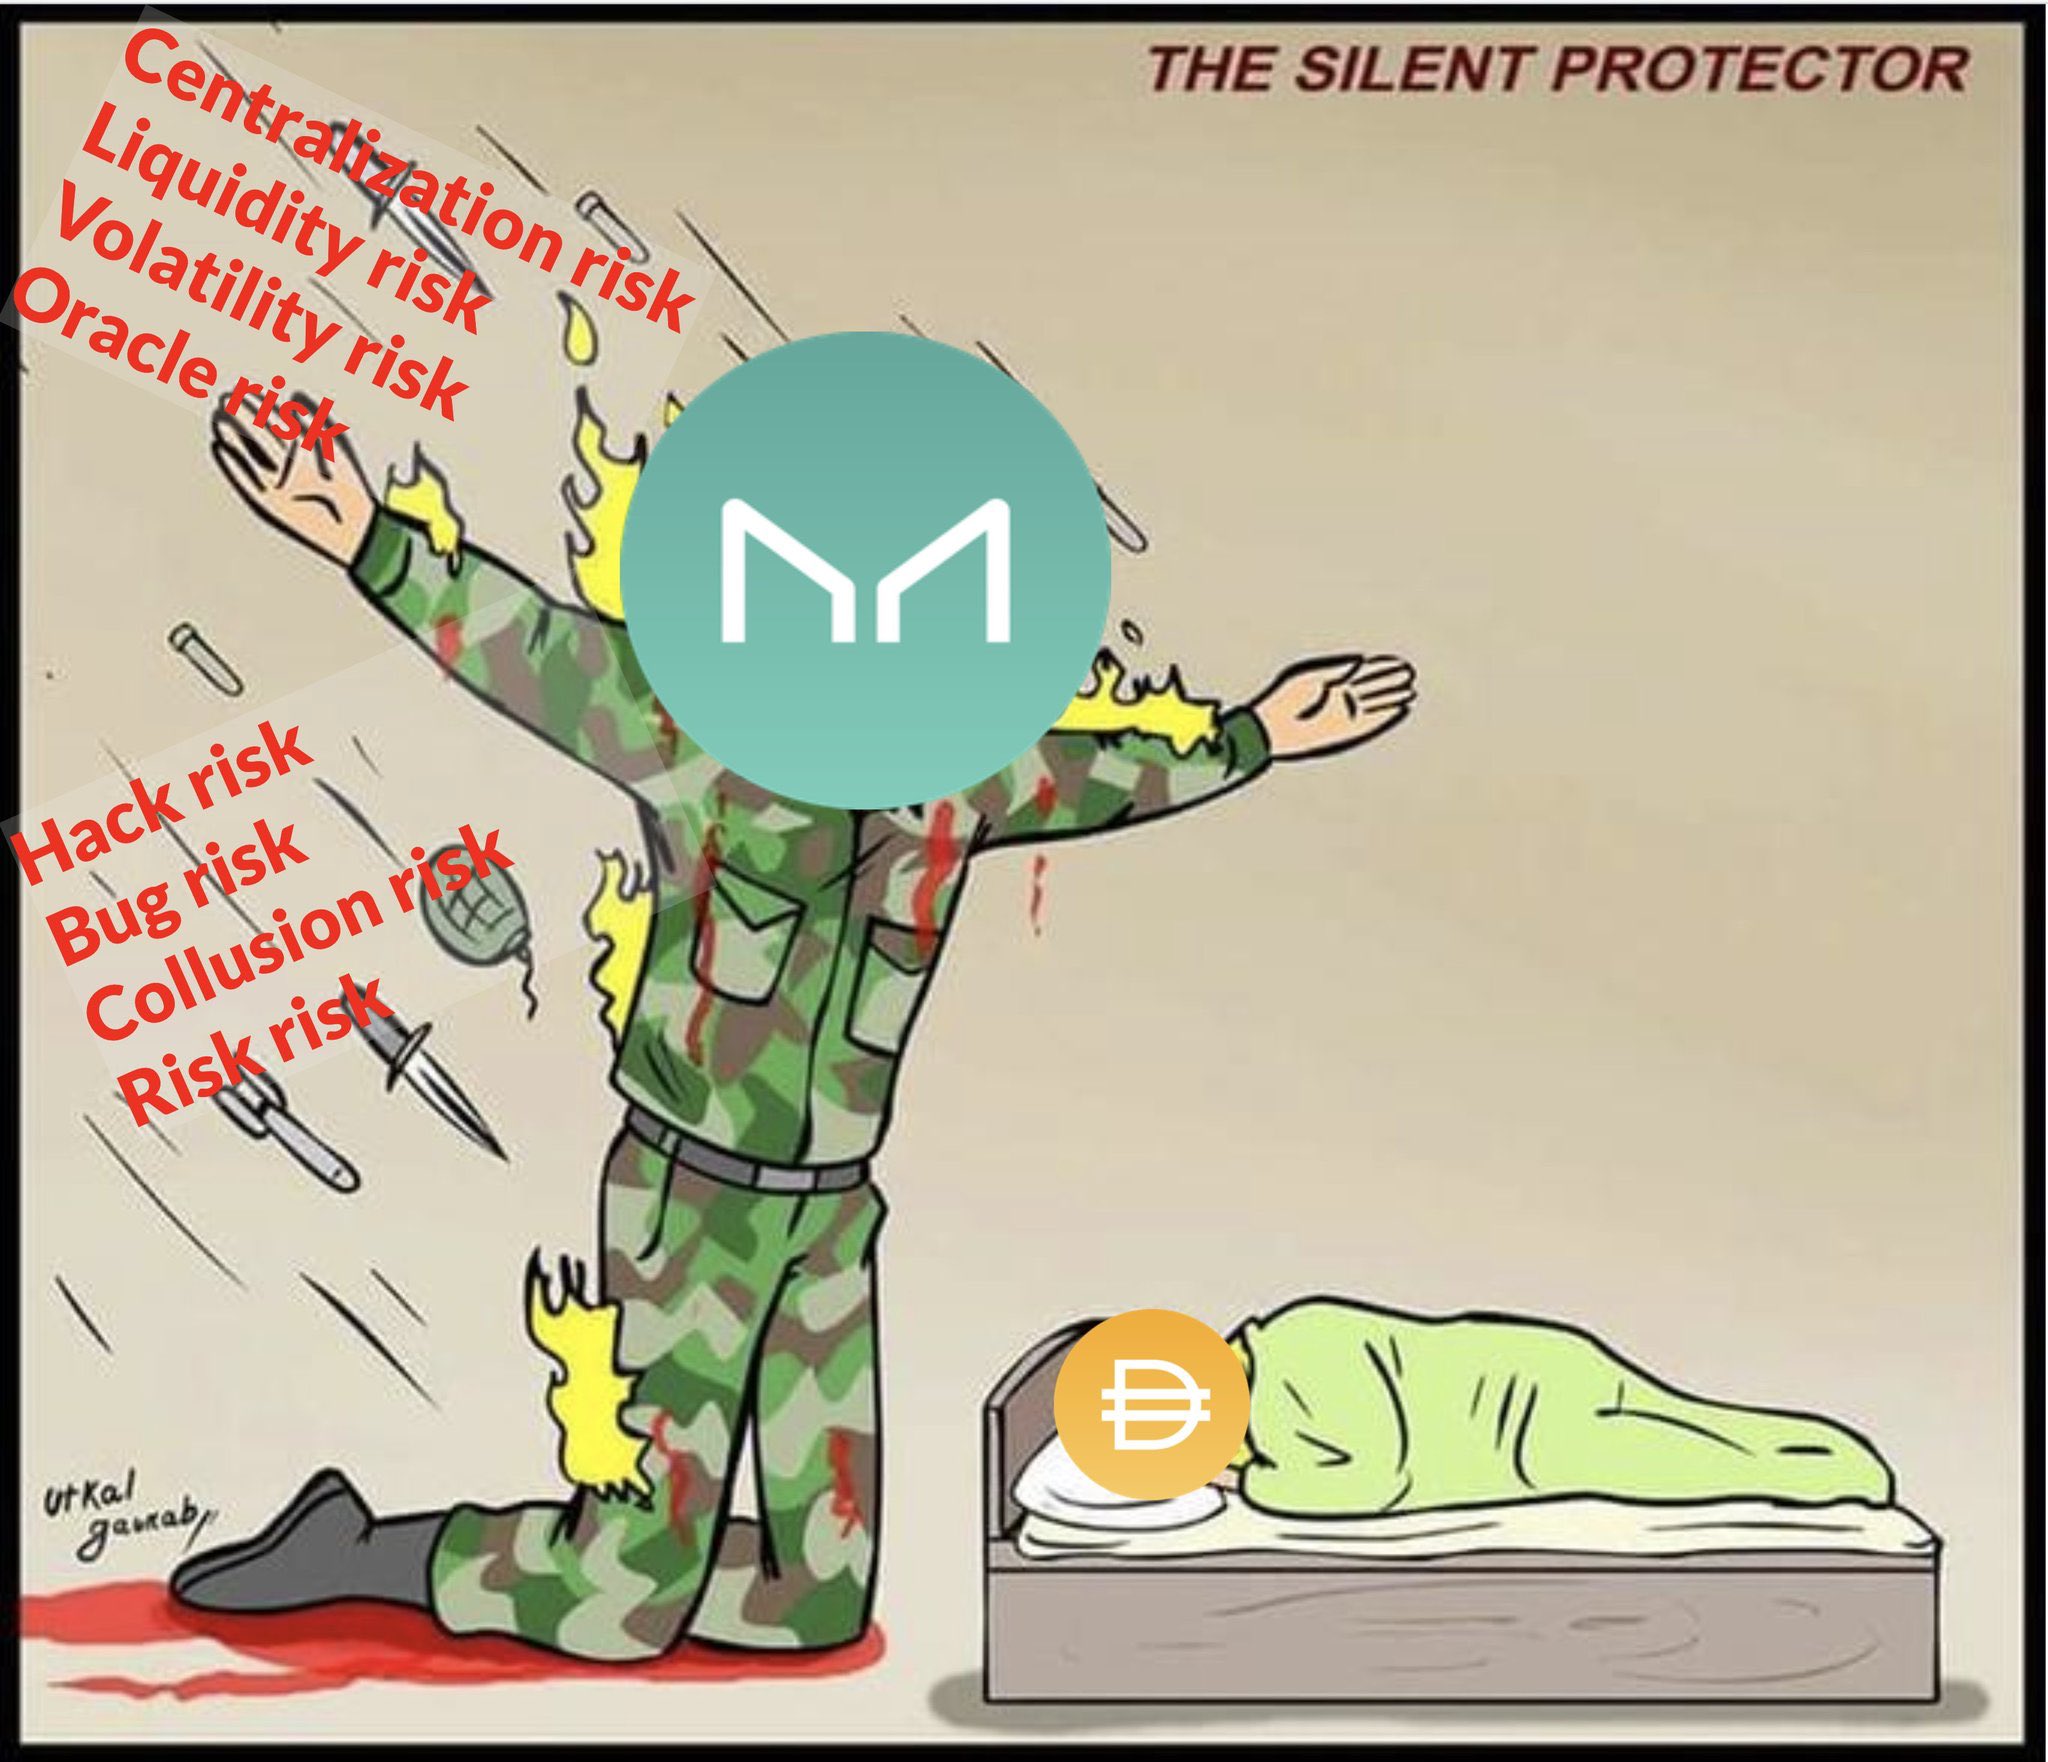 THE SILENT PROTECTOR
Centralization risk
Liquidity risk
Volatility risk
Oracle risk
Hack risk
Bug risk
Collusion risk
Risk risk
Utkal